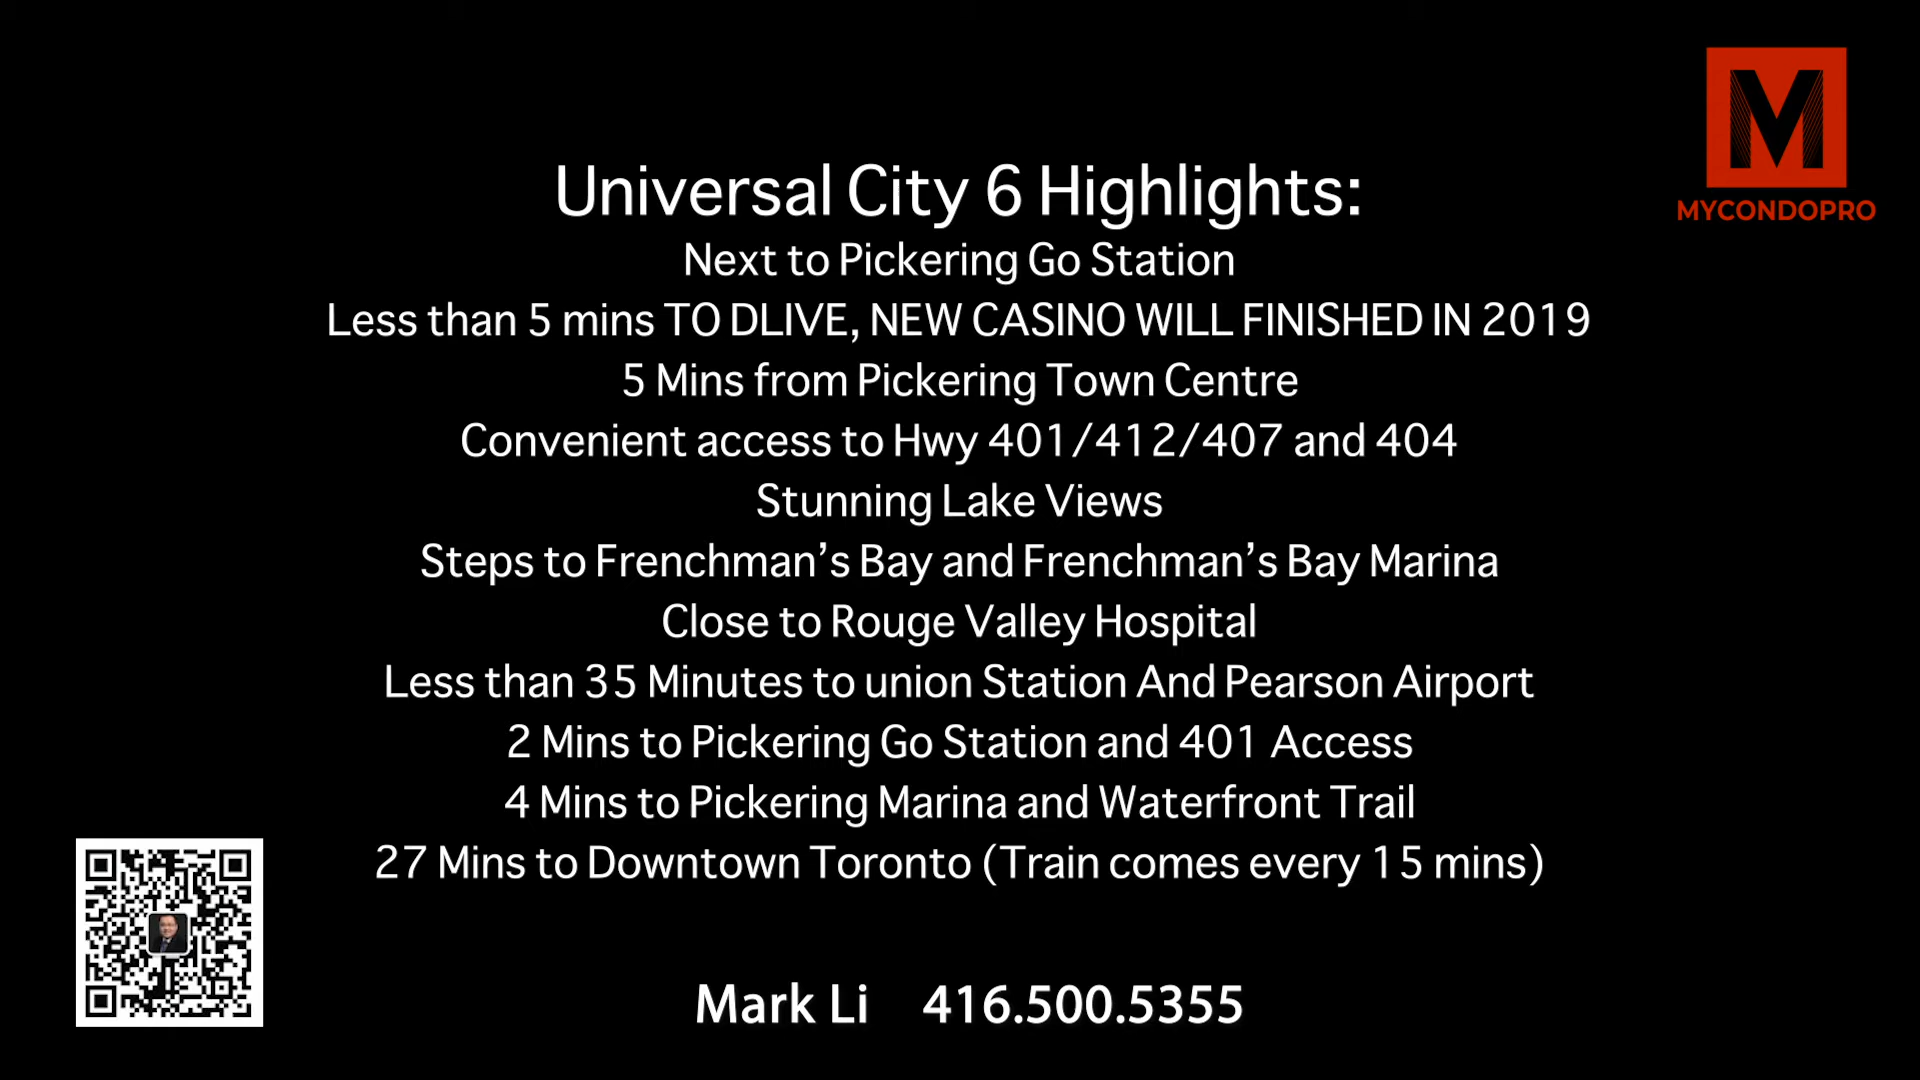 M
MYCONDOPRO
Universal City 6 Highlights:
Next to Pickering Go Station
Less than 5 mins TO DLIVE, NEW CASINO WILL FINISHED IN 2019
5 Mins from Pickering Town Centre
Convenient access to Hwy 401/412/407 and 404
Stunning Lake Views
Steps to Frenchman’s Bay and Frenchman’s Bay Marina
Close to Rouge Valley Hospital
Less than 35 Minutes to union Station And Pearson Airport
2 Mins to Pickering Go Station and 401 Access
4 Mins to Pickering Marina and Waterfront Trail
27 Mins to Downtown Toronto (Train comes every 15 mins)
Mark Li 416.500.5355